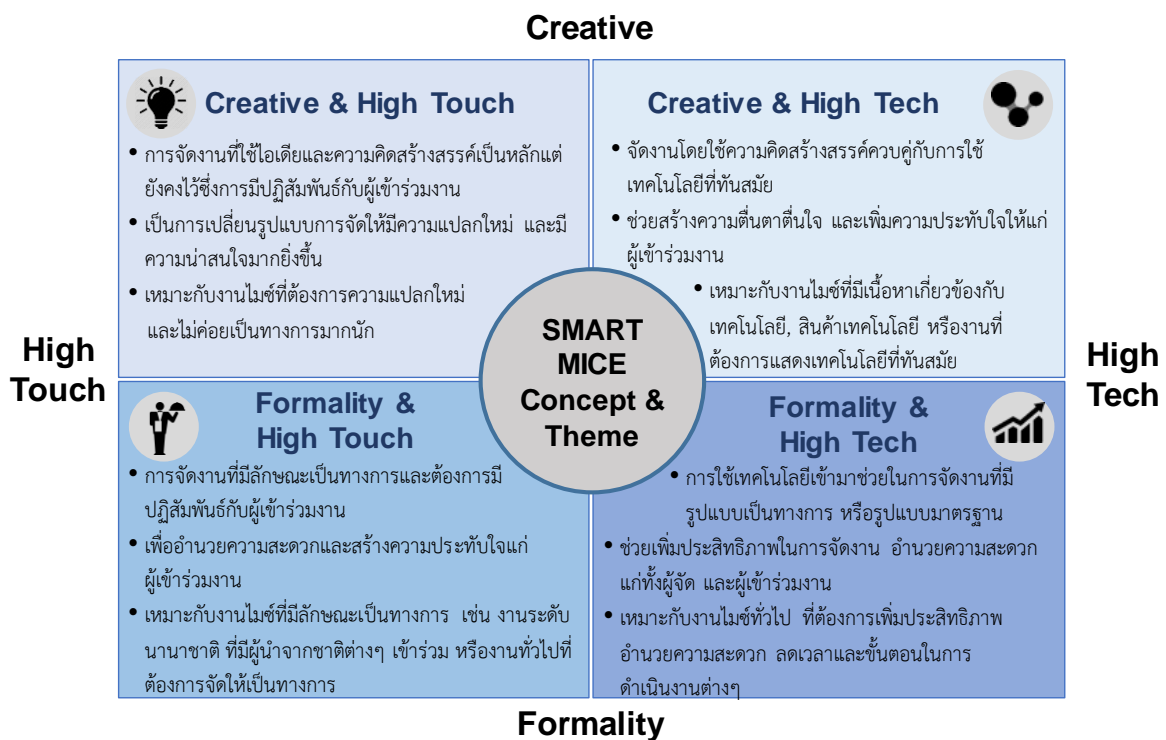 Creative
Creative & High Touch
• การจัดงานที่ใช้ไอเดียและความคิดสร้างสรรค์เป็นหลักแต่
ยังคงไว้ซึ่งการมีปฏิสัมพันธ์กับผู้เข้าร่วมงาน
• เป็นการเปลี่ยนรูปแบบการจัดให้มีความแปลกใหม่ และมี
ความน่าสนใจมากยิ่งขึ้น
• เหมาะกับงานไมซ์ที่ต้องการความแปลกใหม่
และไม่ค่อยเป็นทางการมากนัก
Creative & High Tech
• จัดงานโดยใช้ความคิดสร้างสรรค์ควบคู่กับการใช้
เทคโนโลยีที่ทันสมัย
• ช่วยสร้างความตื่นตาตื่นใจ และเพิ่มความประทับใจให้แก่
ผู้เข้าร่วมงาน
• เหมาะกับงานไมซ์ที่มีเนื้อหาเกี่ยวข้องกับ
เทคโนโลยี, สินค้าเทคโนโลยี หรืองานที่
ต้องการแสดงเทคโนโลยีที่ทันสมัย
High
Touch
SMART
MICE
Concept &
Theme
High
Tech
Formality &
High Touch
• การจัดงานที่มีลักษณะเป็นทางการและต้องการมี
ปฏิสัมพันธ์กับผู้เข้าร่วมงาน
• เพื่ออำนวยความสะดวกและสร้างความประทับใจแก่
ผู้เข้าร่วมงาน
• เหมาะกับงานไมซ์ที่มีลักษณะเป็นทางการ เช่น งานระดับ
นานาชาติ ที่มีผู้นำจากชาติต่างๆ เข้าร่วม หรืองานทั่วไปที่
ต้องการจัดให้เป็นทางการ
Formality &
High Tech
• การใช้เทคโนโลยีเข้ามาช่วยในการจัดงานที่มี
รูปแบบเป็นทางการ หรือรูปแบบมาตรฐาน
• ช่วยเพิ่มประสิทธิภาพในการจัดงาน อำนวยความสะดวก
แก่ทั้งผู้จัด และผู้เข้าร่วมงาน
• เหมาะกับงานไมซ์ทั่วไป ที่ต้องการเพิ่มประสิทธิภาพ
อำนวยความสะดวก ลดเวลาและขั้นตอนในการ
ดำเนินงานต่างๆ
Formality